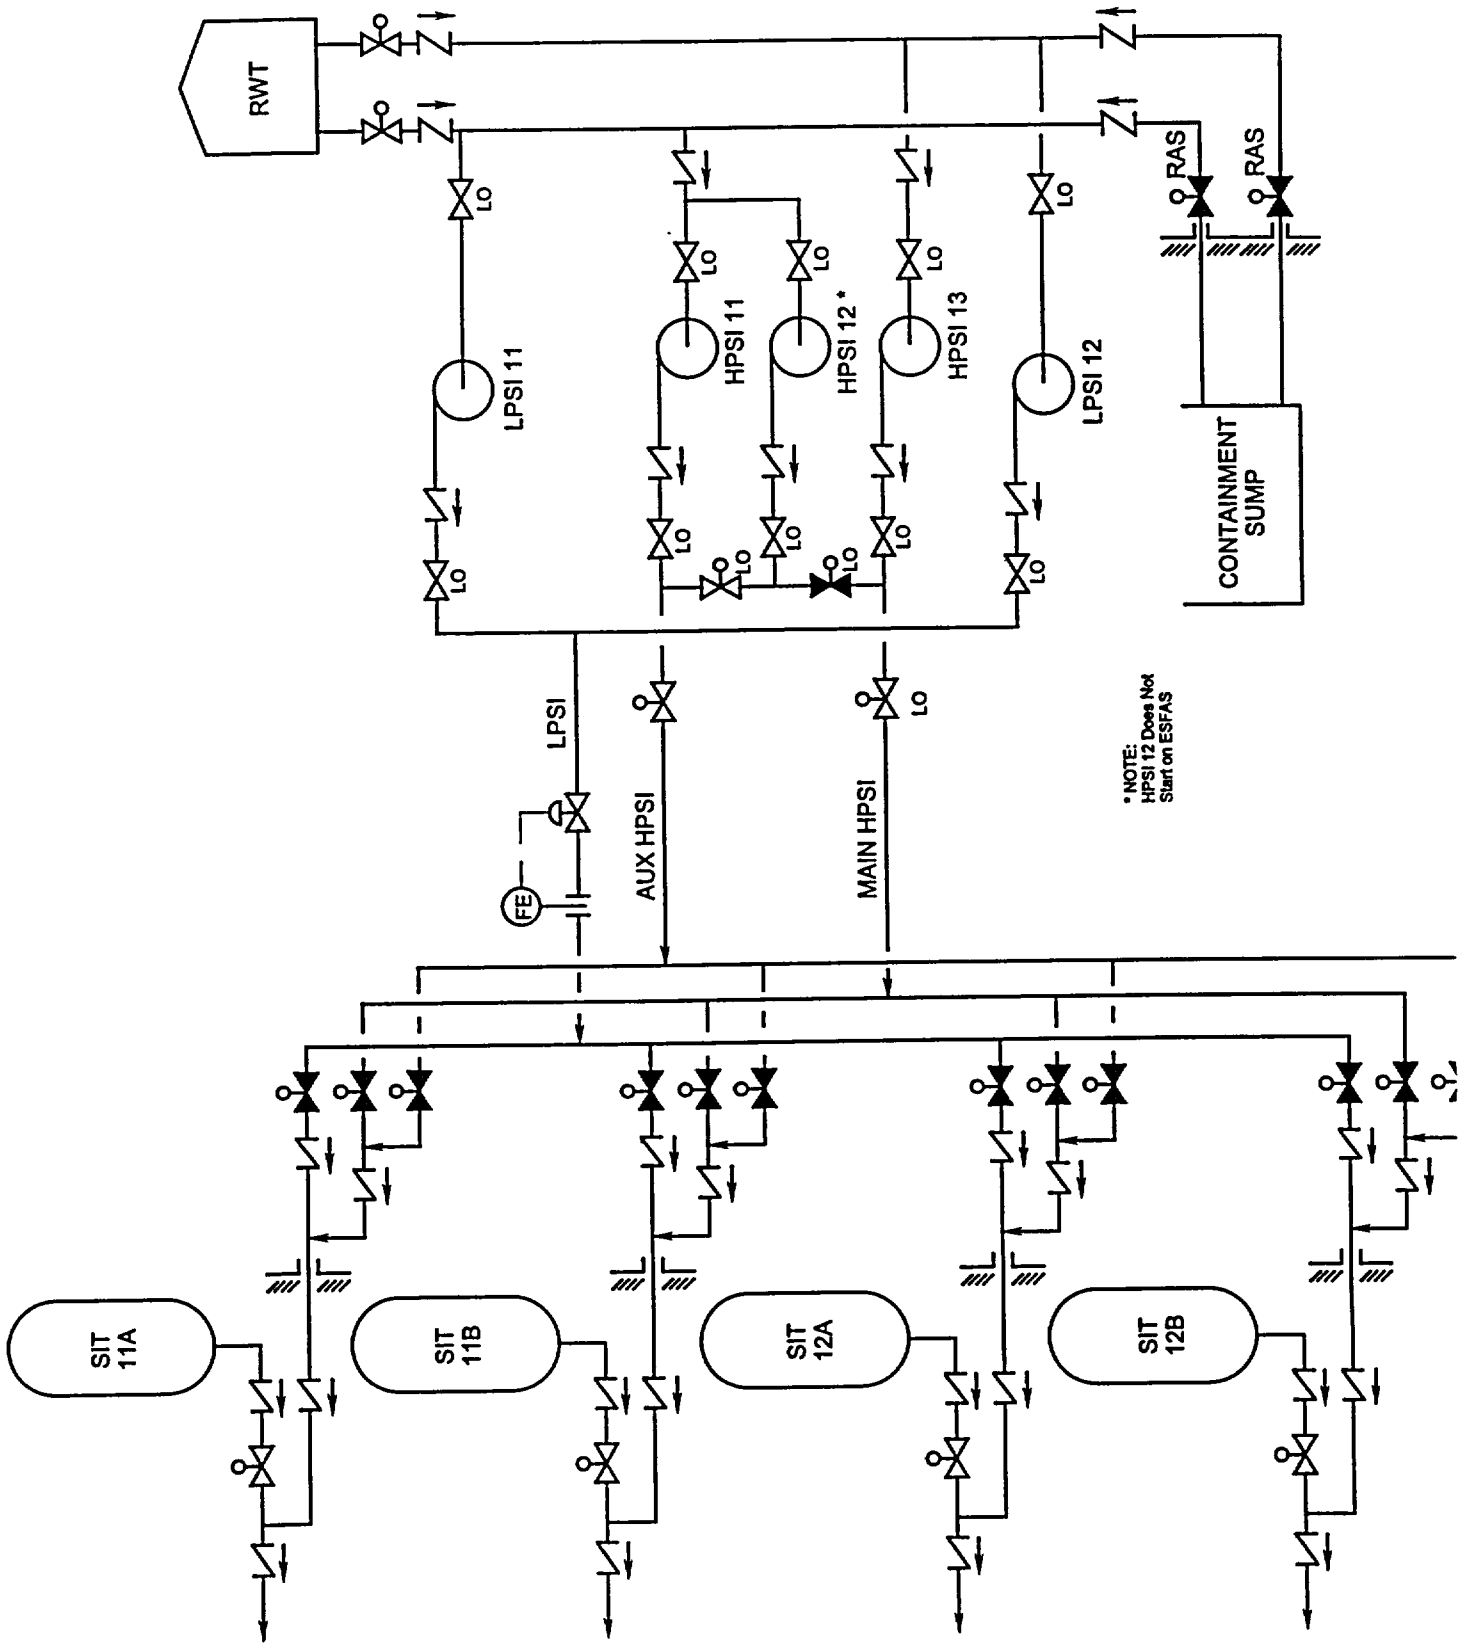 RWT
LO
LPSI 11
LO
LO
HPSI 11
LO
LO
HPSI 12 *
LO
LO
LO
LO
HPSI 13
LO
LO
LPSI 12
LO
RAS
RAS
CONTAINMENT
SUMP
LPSI
FE
AUX HPSI
MAIN HPSI
LO
* NOTE:
HPSI 12 Does Not
Start on ESFAS
SIT
11A
SIT
11B
SIT
12A
SIT
12B